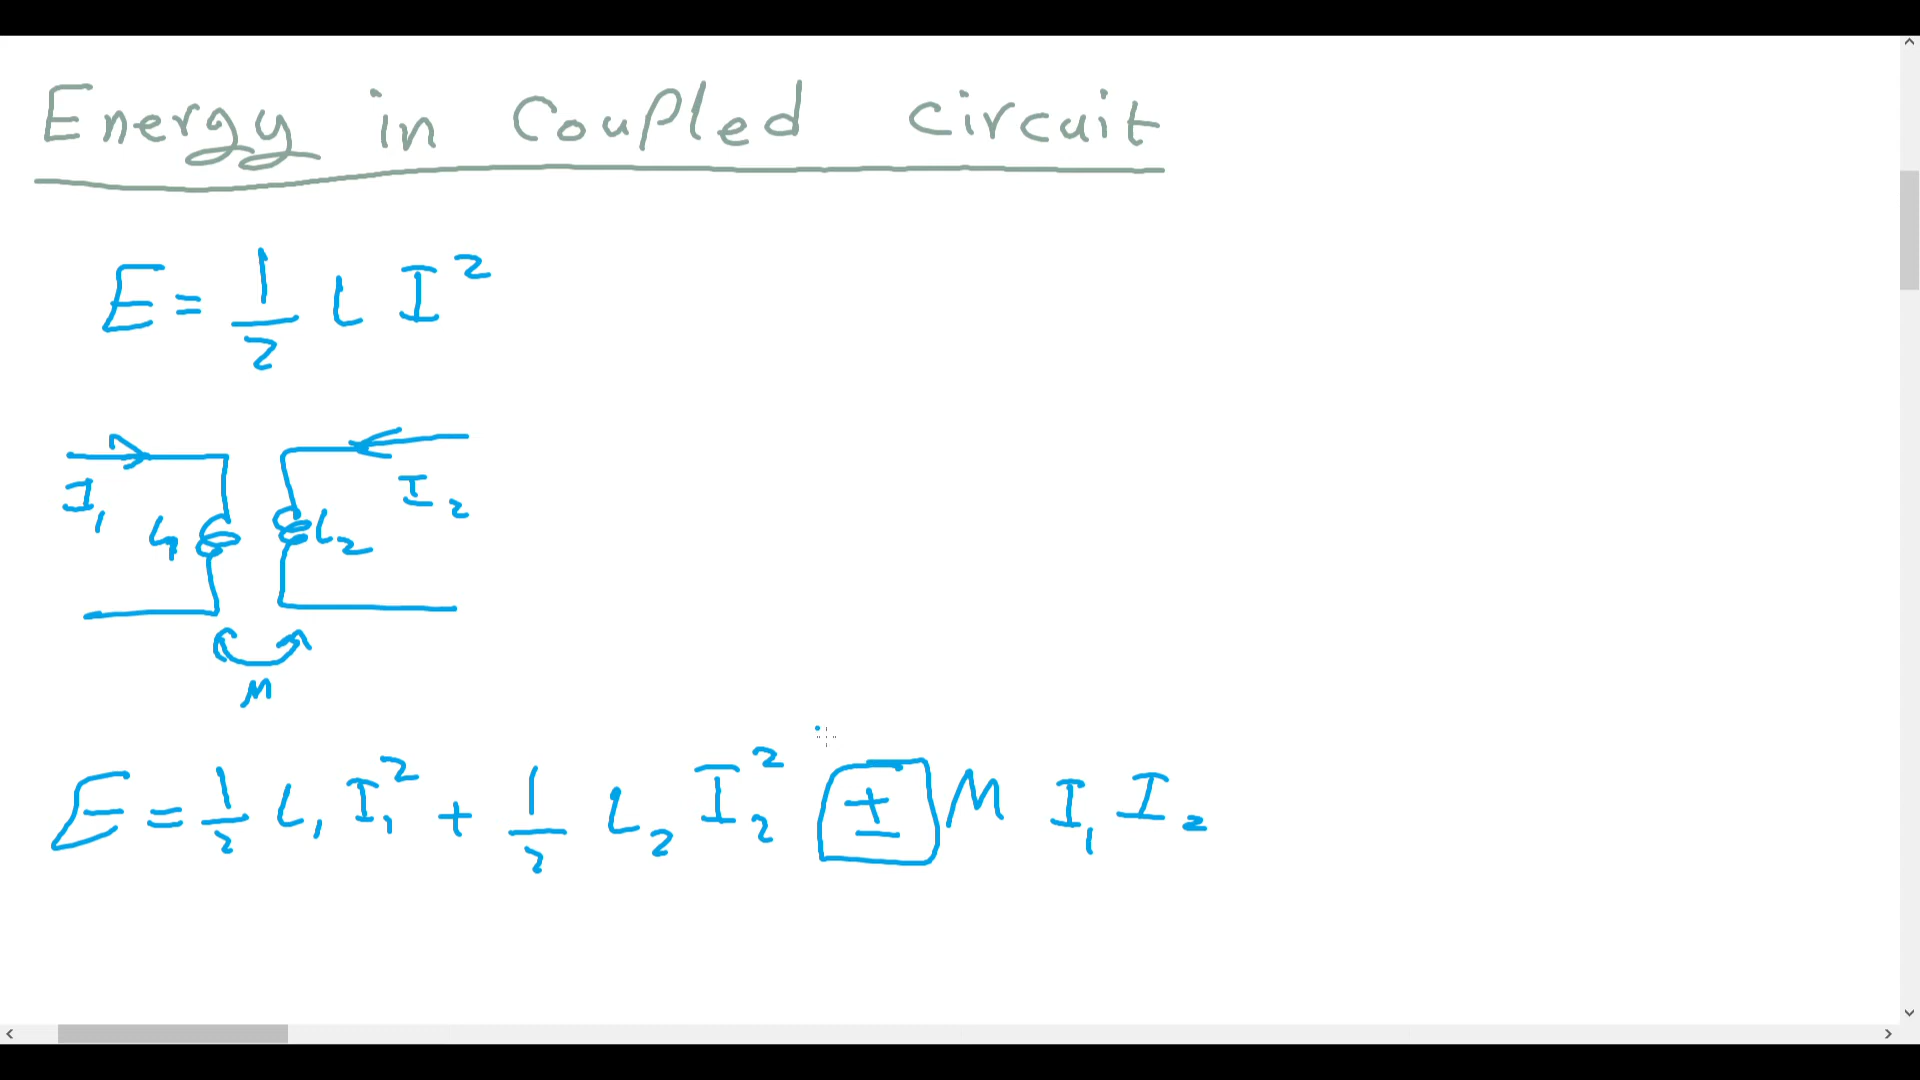 Energy in Coupled Circuit
E = 1/2 L I²
I₁ I₂
L₁ L₂
M
E = 1/2 L₁ I₁² + 1/2 L₂ I₂² ± M I₁ I₂